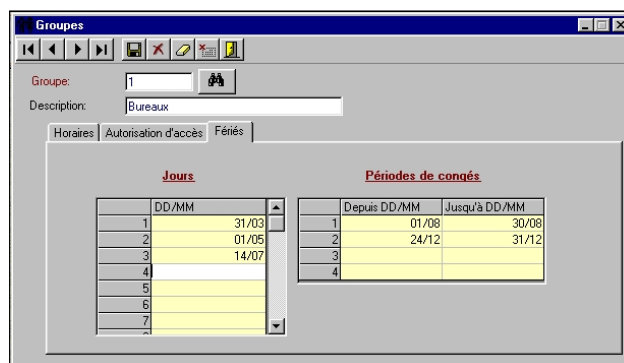 Groupes
Groupe: 1
Description: Bureaux
Horaires Autorisation d'accès Fériés
Jours Périodes de congés
DD/MM Depuis DD/MM Jusqu'à DD/MM
1 31/03 1 01/08 30/08
2 01/05 2 24/12 31/12
3 14/07 3
4 4
5
6
7